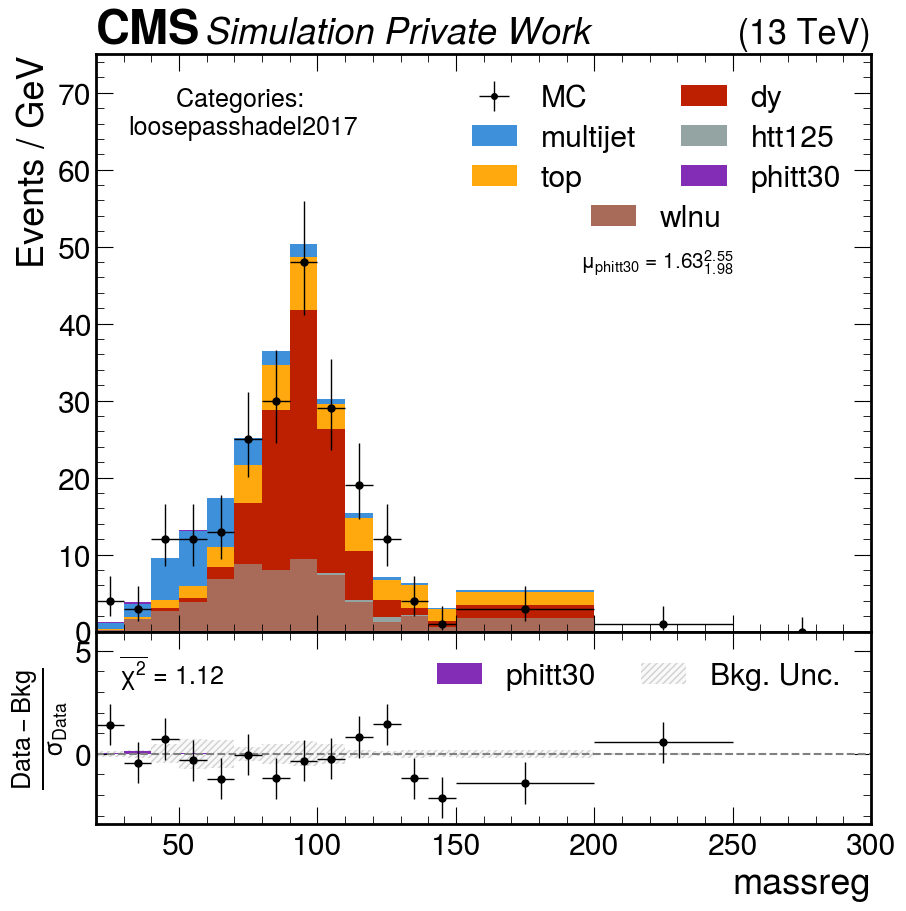 CMS Simulation Private Work (13 TeV)
Events / GeV
70
60
50
40
30
20
10
0
Categories:
loosepasshadel2017
MC
dy
multijet
htt125
top
phitt30
wlnu
μphitt30 = 1.63 2.55 1.98
Data – Bkg
σData
5
0
χ² = 1.12
phitt30
Bkg. Unc.
50 100 150 200 250 300
massreg